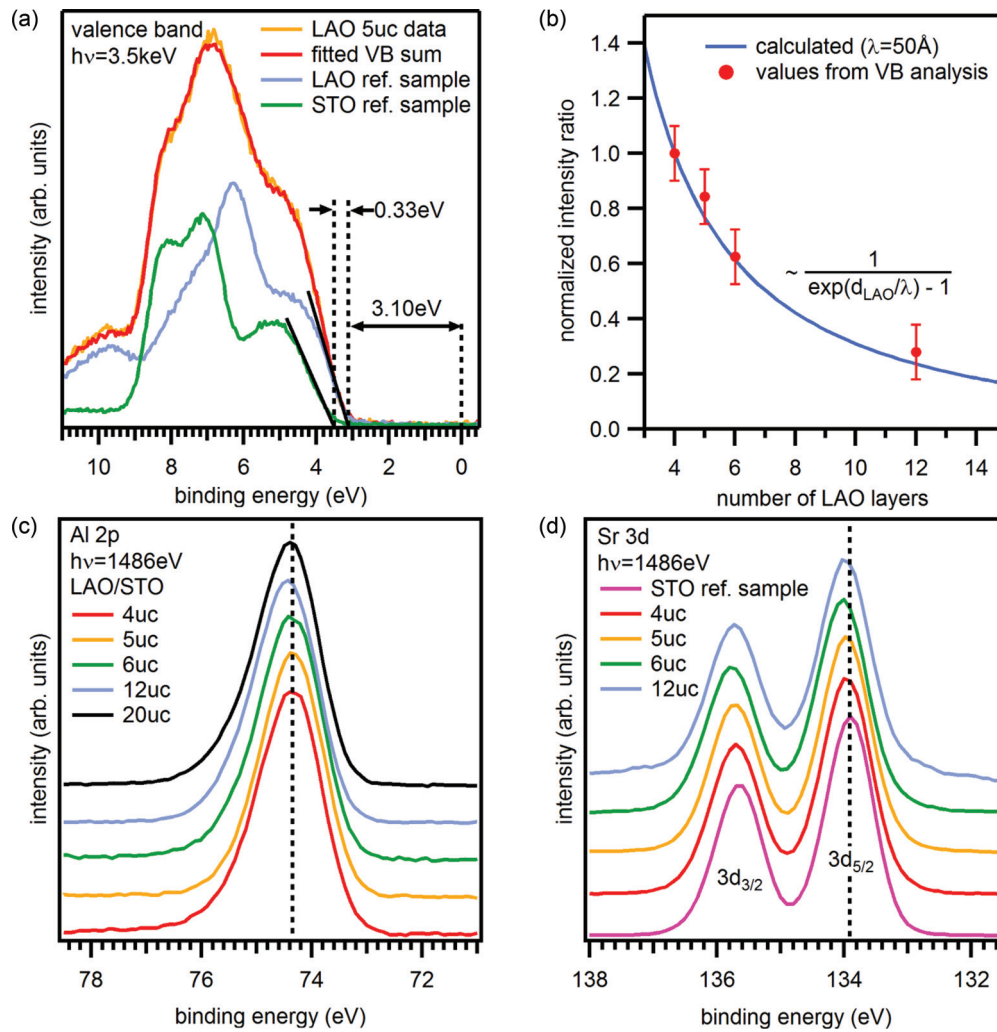 (a)
valence band
hν=3.5keV
LAO 5uc data
fitted VB sum
LAO ref. sample
STO ref. sample
0.33eV
3.10eV
intensity (arb. units)
10 8 6 4 2 0
binding energy (eV)
(b)
calculated (λ=50Å)
values from VB analysis
~ 1
exp(d_LAO/λ) - 1
normalized intensity ratio
1.4
1.2
1.0
0.8
0.6
0.4
0.2
0.0
4 6 8 10 12 14
number of LAO layers
(c)
Al 2p
hν=1486eV
LAO/STO
4uc
5uc
6uc
12uc
20uc
intensity (arb. units)
78 76 74 72
binding energy (eV)
(d)
Sr 3d
hν=1486eV
STO ref. sample
4uc
5uc
6uc
12uc
3d3/2
3d5/2
intensity (arb. units)
138 136 134 132
binding energy (eV)